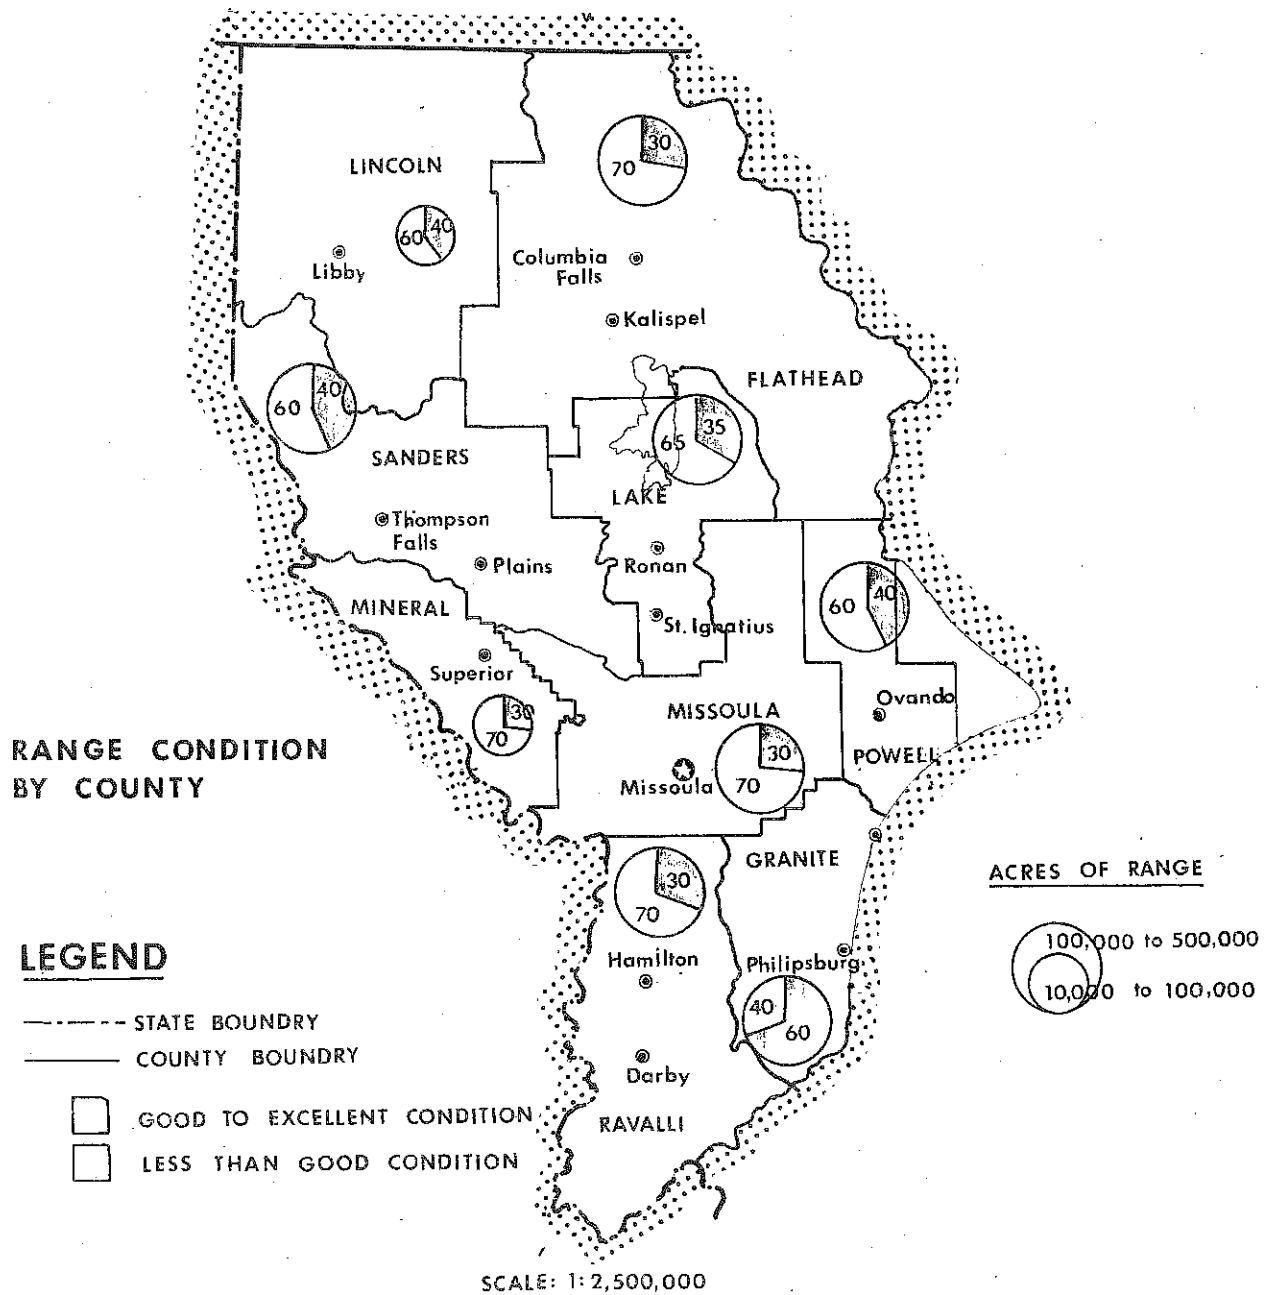 LINCOLN
30
70
40
60
Libby
Columbia
Falls
Kalispel
FLATHEAD
40
60
35
65
SANDERS
LAKE
Thompson
Falls
Plains
Ronan
MINERAL
St. Ignatius
60
40
Superior
Ovando
30
70
MISSOULA
POWELL
30
70
Missoula
RANGE CONDITION
BY COUNTY
GRANITE
30
70
Hamilton
Philipsburg
40
60
Darby
RAVALLI
ACRES OF RANGE
100,000 to 500,000
10,000 to 100,000
LEGEND
STATE BOUNDRY
COUNTY BOUNDRY
GOOD TO EXCELLENT CONDITION
LESS THAN GOOD CONDITION
SCALE: 1:2,500,000